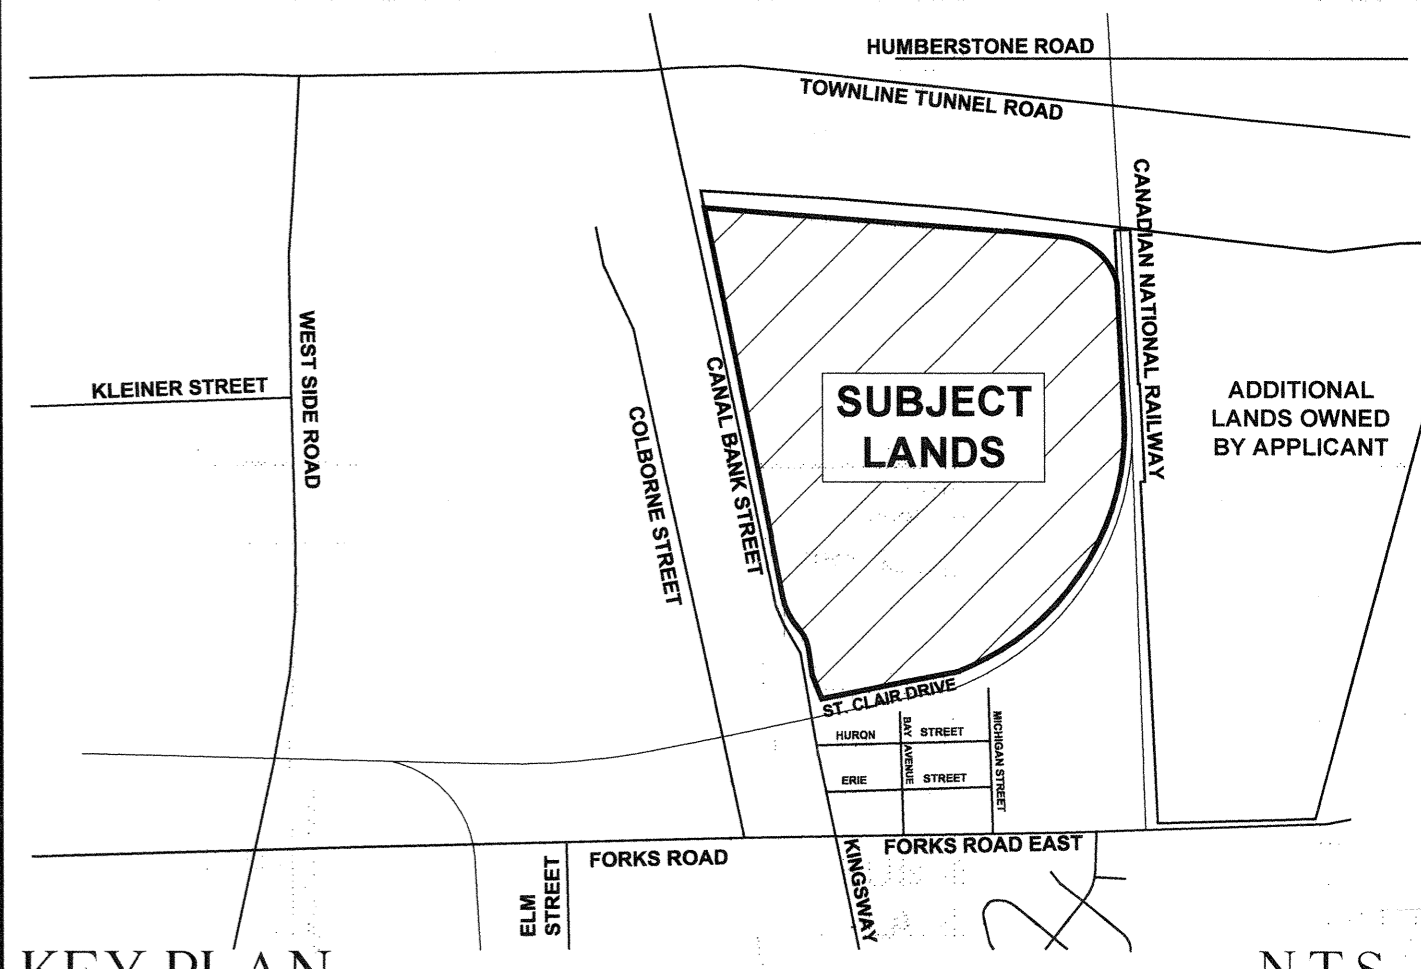 HUMBERSTONE ROAD
TOWNLINE TUNNEL ROAD
CANADIAN NATIONAL RAILWAY
WEST SIDE ROAD
KLEINER STREET
COLBORNE STREET
CANAL BANK STREET
SUBJECT
LANDS
ADDITIONAL
LANDS OWNED
BY APPLICANT
ST. CLAIR DRIVE
HURON STREET
BAY AVENUE
MICHIGAN STREET
ERIE STREET
FORKS ROAD
FORKS ROAD EAST
ELM
STREET
KINGSWAY
KEY PLAN
N.T.S.